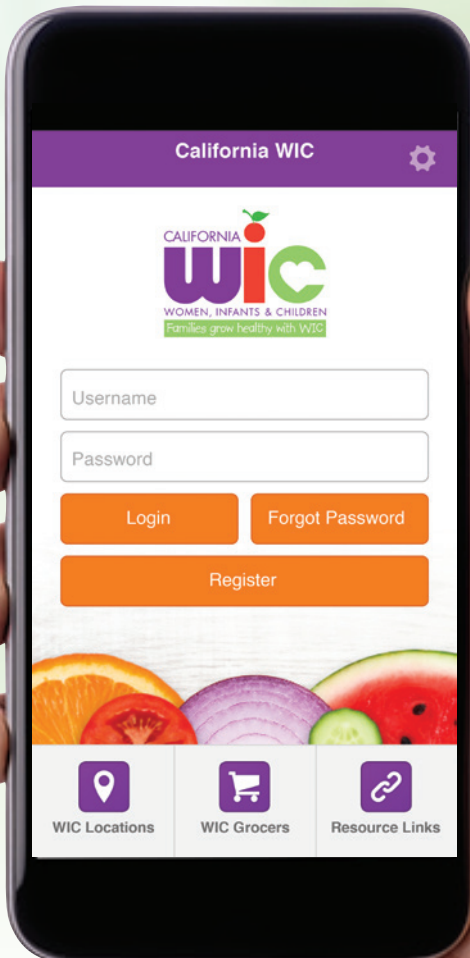 California WIC
CALIFORNIA
wic
WOMEN, INFANTS & CHILDREN
Families grow healthy with WIC
Username
Password
Login
Forgot Password
Register
WIC Locations
WIC Grocers
Resource Links